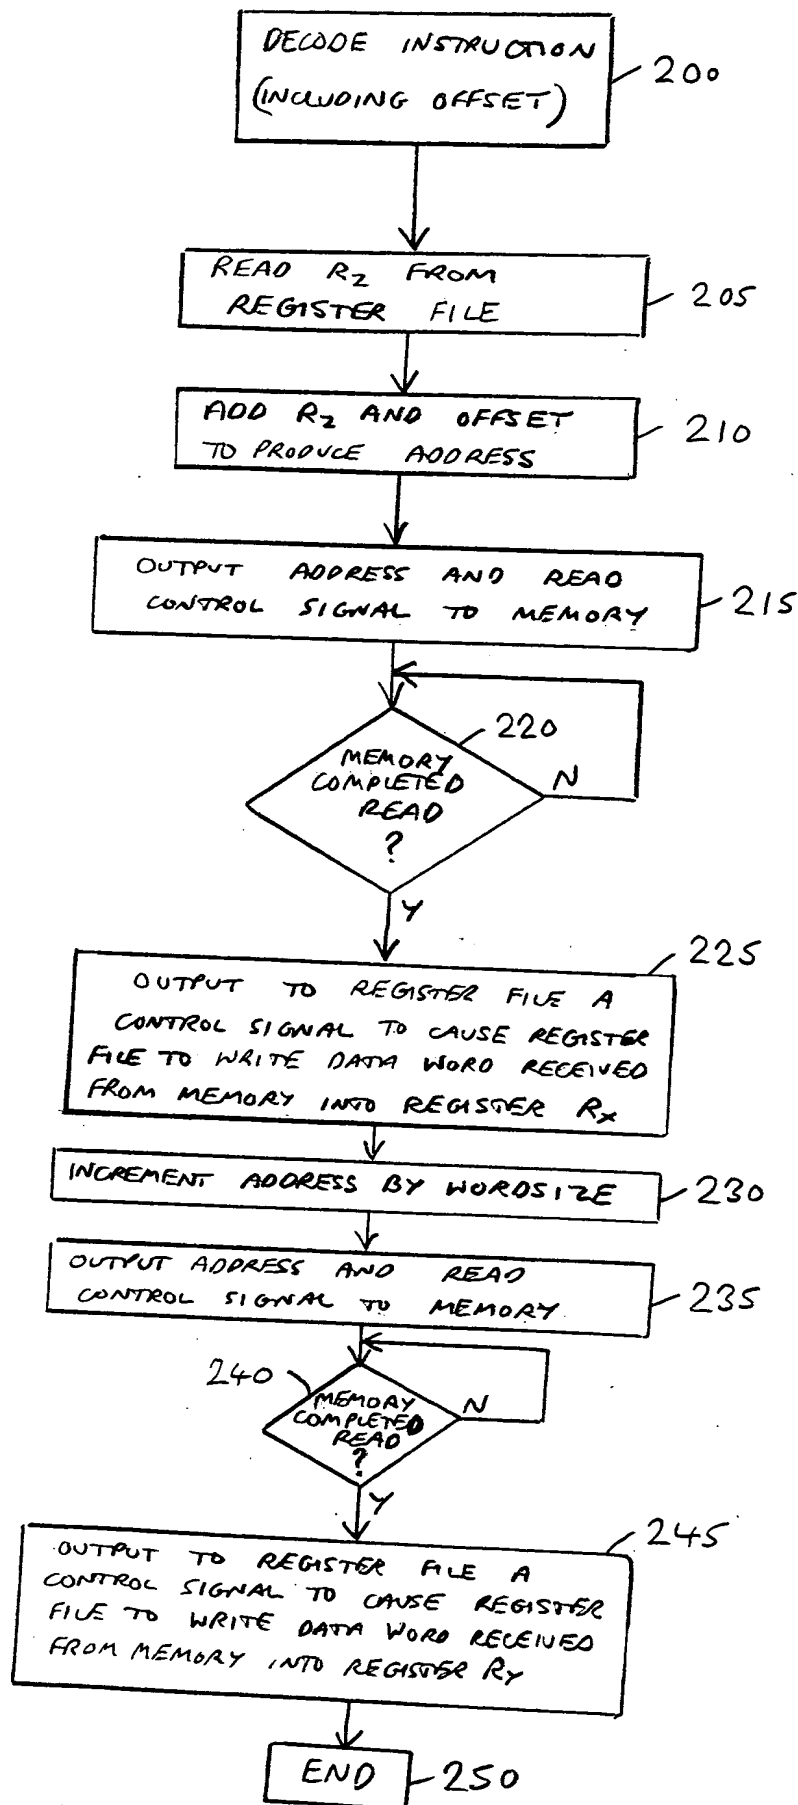 DECODE INSTRUCTION
(INCLUDING OFFSET)
200
READ Rz FROM
REGISTER FILE
205
ADD Rz AND OFFSET
TO PRODUCE ADDRESS
210
OUTPUT ADDRESS AND READ
CONTROL SIGNAL TO MEMORY
215
220
MEMORY
COMPLETED
READ
?
N
Y
225
OUTPUT TO REGISTER FILE A
CONTROL SIGNAL TO CAUSE REGISTER
FILE TO WRITE DATA WORD RECEIVED
FROM MEMORY INTO REGISTER Rx
INCREMENT ADDRESS BY WORDSIZE
230
OUTPUT ADDRESS AND READ
CONTROL SIGNAL TO MEMORY
235
240
MEMORY
COMPLETED
READ
?
N
Y
245
OUTPUT TO REGISTER FILE A
CONTROL SIGNAL TO CAUSE REGISTER
FILE TO WRITE DATA WORD RECEIVED
FROM MEMORY INTO REGISTER Ry
END
250